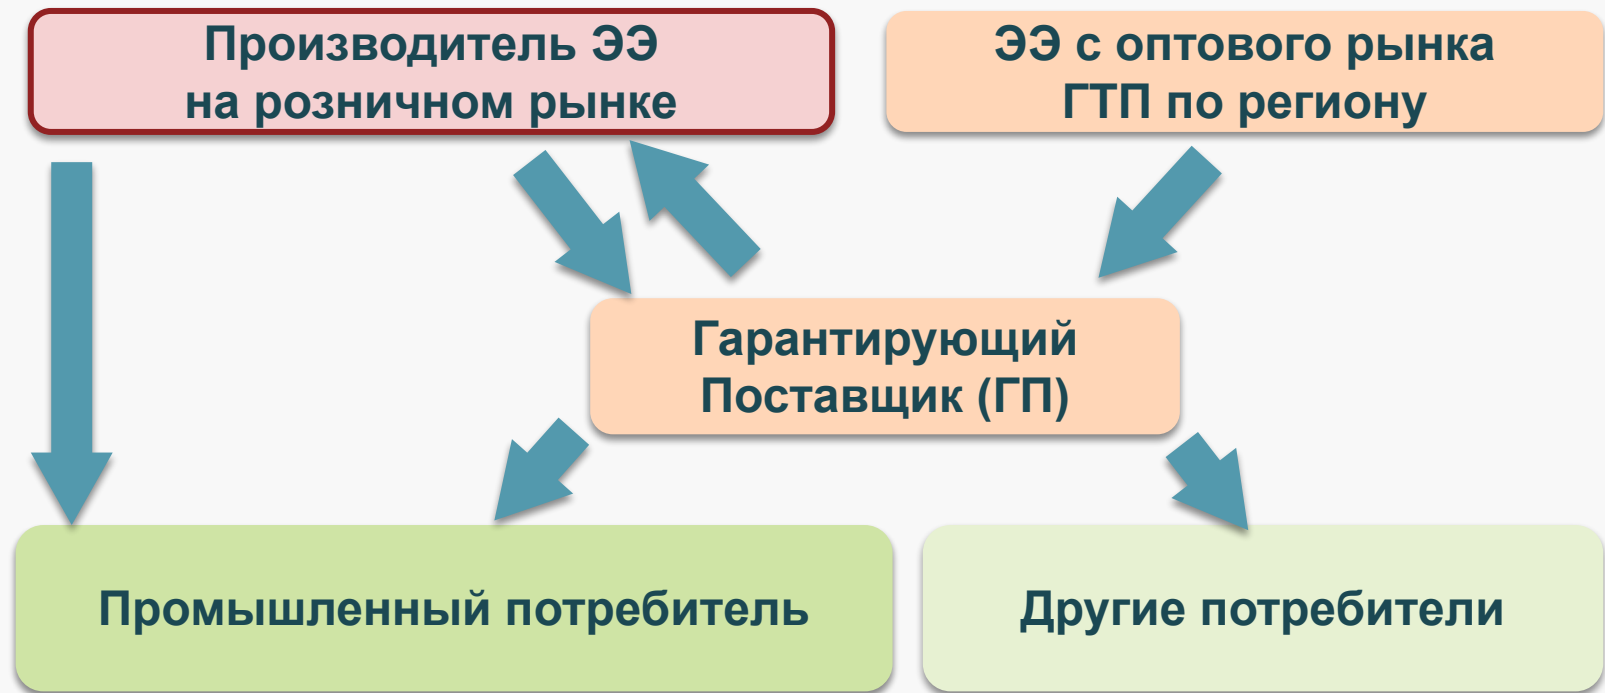 Производитель ЭЭ
на розничном рынке
ЭЭ с оптового рынка
ГТП по региону
Гарантирующий
Поставщик (ГП)
Промышленный потребитель
Другие потребители